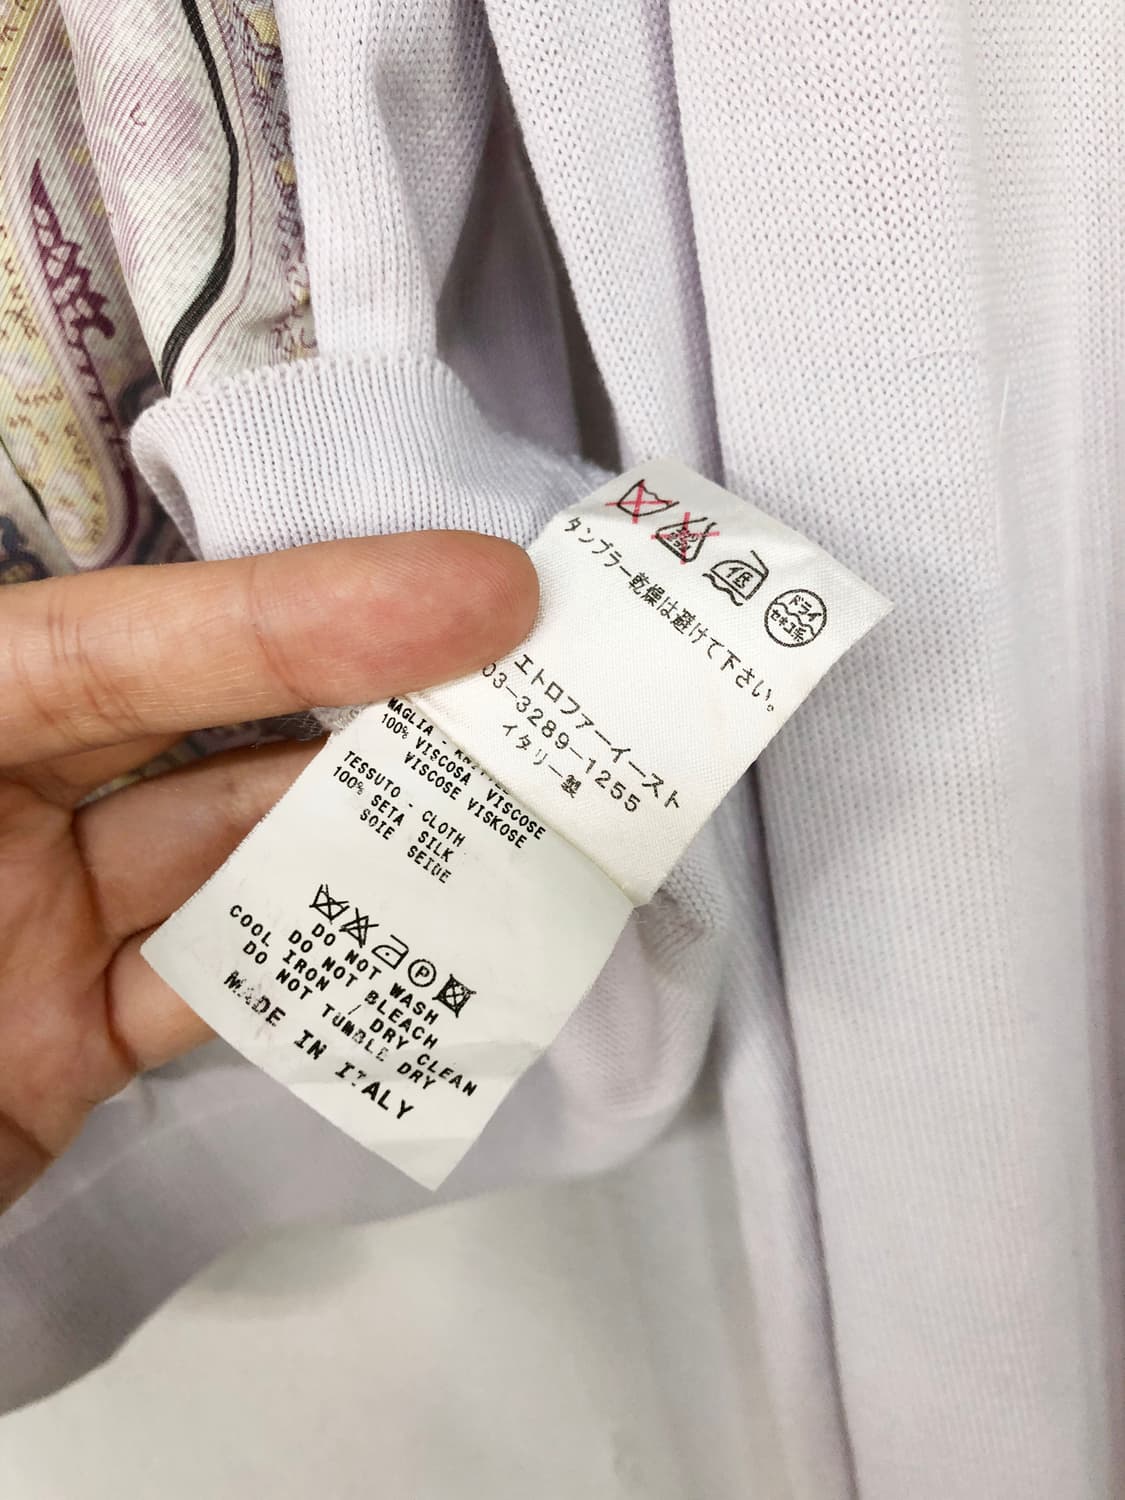 低
ドライ
セキユ系
タンブラー乾燥は避けて下さい。
エトロファーイースト
03-3289-1255
イタリー製
MAGLIA -
100% VISCOSA VISCOSE
VISCOSE VISKOSE
TESSUTO - CLOTH
100% SETA SILK
SOIE SEIDE
P
DO NOT WASH
DO NOT BLEACH
COOL IRON / DRY CLEAN
DO NOT TUMBLE DRY
MADE IN ITALY